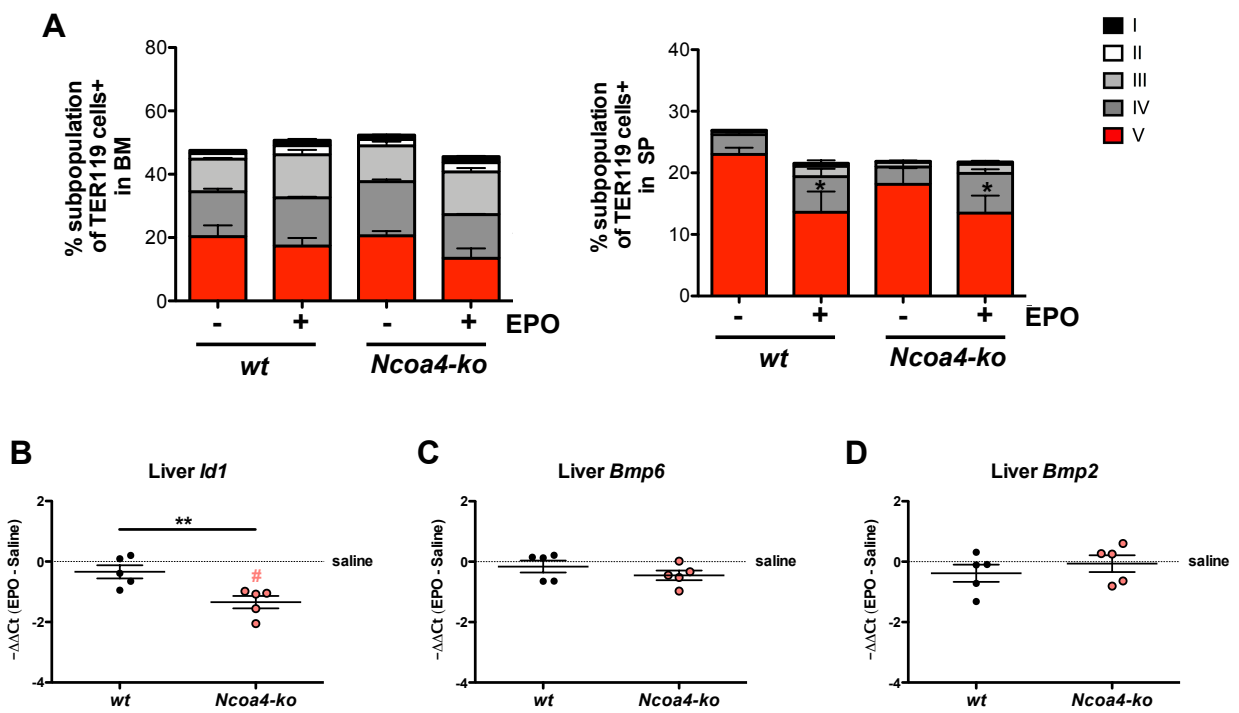 A
% subpopulation
of TER119 cells+
in BM
80
60
40
20
0
- + - + EPO
wt Ncoa4-ko
% subpopulation
of TER119 cells+
in SP
40
30
20
10
0
* *
- + - + EPO
wt Ncoa4-ko
I
II
III
IV
V
B
Liver Id1
−ΔΔCt (EPO - Saline)
2
0
-2
-4
**
#
saline
wt Ncoa4-ko
C
Liver Bmp6
−ΔΔCt (EPO - Saline)
2
0
-2
-4
saline
wt Ncoa4-ko
D
Liver Bmp2
−ΔΔCt (EPO - Saline)
2
0
-2
-4
saline
wt Ncoa4-ko